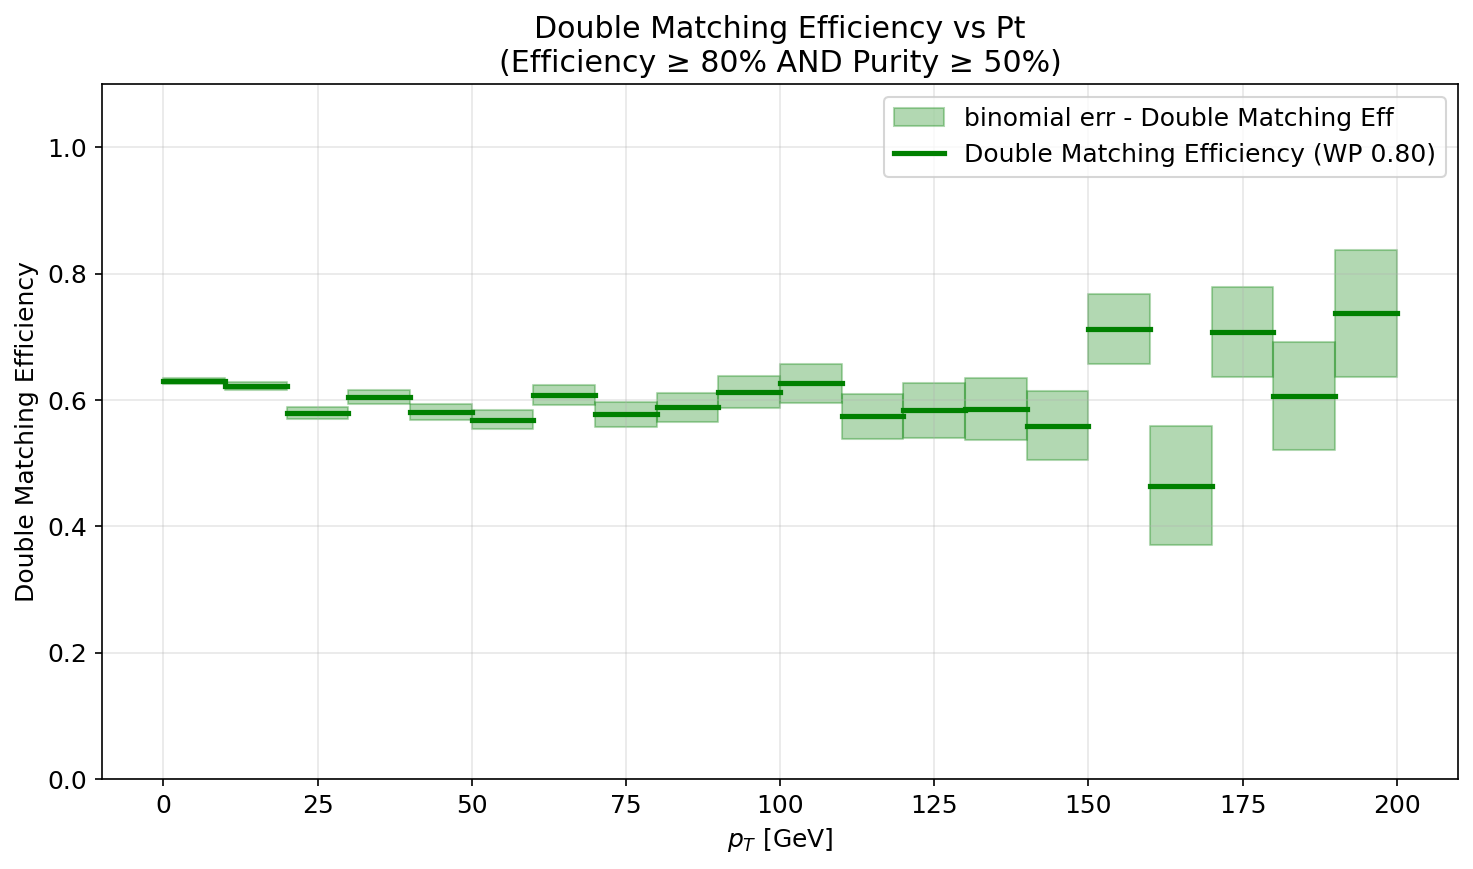 Double Matching Efficiency vs Pt
(Efficiency ≥ 80% AND Purity ≥ 50%)
binomial err - Double Matching Eff
Double Matching Efficiency (WP 0.80)
Double Matching Efficiency
1.0
0.8
0.6
0.4
0.2
0.0
0 25 50 75 100 125 150 175 200
p_T [GeV]